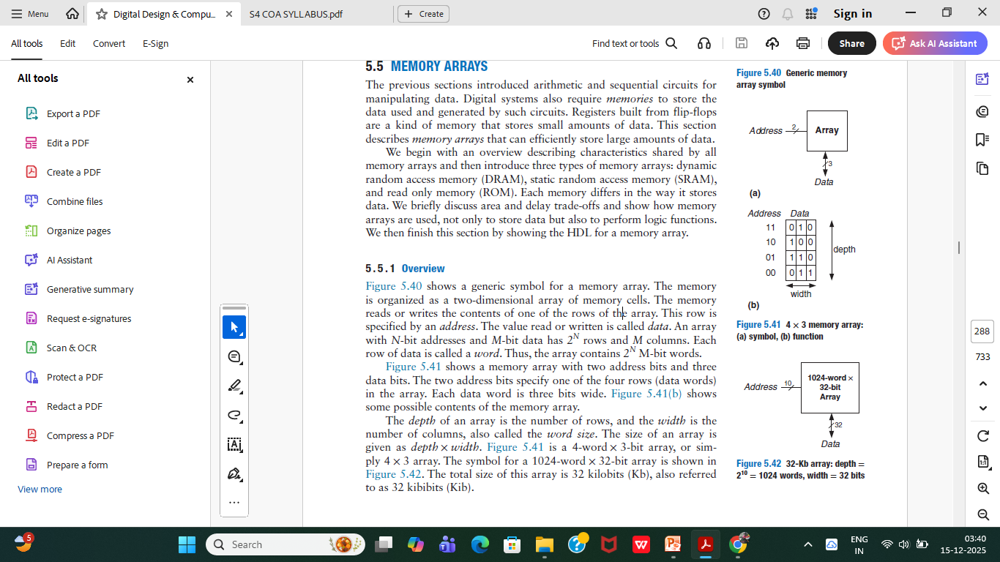 Menu
Digital Design & Compu...
S4 COA SYLLABUS.pdf
Create
Sign in
All tools
Edit
Convert
E-Sign
Find text or tools
Share
Ask AI Assistant
All tools
Export a PDF
Edit a PDF
Create a PDF
Combine files
Organize pages
AI Assistant
Generative summary
Request e-signatures
Scan & OCR
Protect a PDF
Redact a PDF
Compress a PDF
Prepare a form
View more
5.5 MEMORY ARRAYS
The previous sections introduced arithmetic and sequential circuits for
manipulating data. Digital systems also require memories to store the
data used and generated by such circuits. Registers built from flip-flops
are a kind of memory that stores small amounts of data. This section
describes memory arrays that can efficiently store large amounts of data.
We begin with an overview describing characteristics shared by all
memory arrays and then introduce three types of memory arrays: dynamic
random access memory (DRAM), static random access memory (SRAM),
and read only memory (ROM). Each memory differs in the way it stores
data. We briefly discuss area and delay trade-offs and show how memory
arrays are used, not only to store data but also to perform logic functions.
We then finish this section by showing the HDL for a memory array.
5.5.1 Overview
Figure 5.40 shows a generic symbol for a memory array. The memory
is organized as a two-dimensional array of memory cells. The memory
reads or writes the contents of one of the rows of the array. This row is
specified by an address. The value read or written is called data. An array
with N-bit addresses and M-bit data has 2^N rows and M columns. Each
row of data is called a word. Thus, the array contains 2^N M-bit words.
Figure 5.41 shows a memory array with two address bits and three
data bits. The two address bits specify one of the four rows (data words)
in the array. Each data word is three bits wide. Figure 5.41(b) shows
some possible contents of the memory array.
The depth of an array is the number of rows, and the width is the
number of columns, also called the word size. The size of an array is
given as depth × width. Figure 5.41 is a 4-word × 3-bit array, or sim-
ply 4 × 3 array. The symbol for a 1024-word × 32-bit array is shown in
Figure 5.42. The total size of this array is 32 kilobits (Kb), also referred
to as 32 kibibits (Kib).
Figure 5.40 Generic memory
array symbol
Address 2 Array
3
Data
(a)
Address Data
11 0 1 0
10 1 0 0
01 1 1 0
00 0 1 1
depth
width
(b)
Figure 5.41 4 × 3 memory array:
(a) symbol, (b) function
1024-word ×
Address 10 32-bit
Array
32
Data
Figure 5.42 32-Kb array: depth =
2^10 = 1024 words, width = 32 bits
288
733
1:1
5
Search
ENG
IN
03:40
15-12-2025